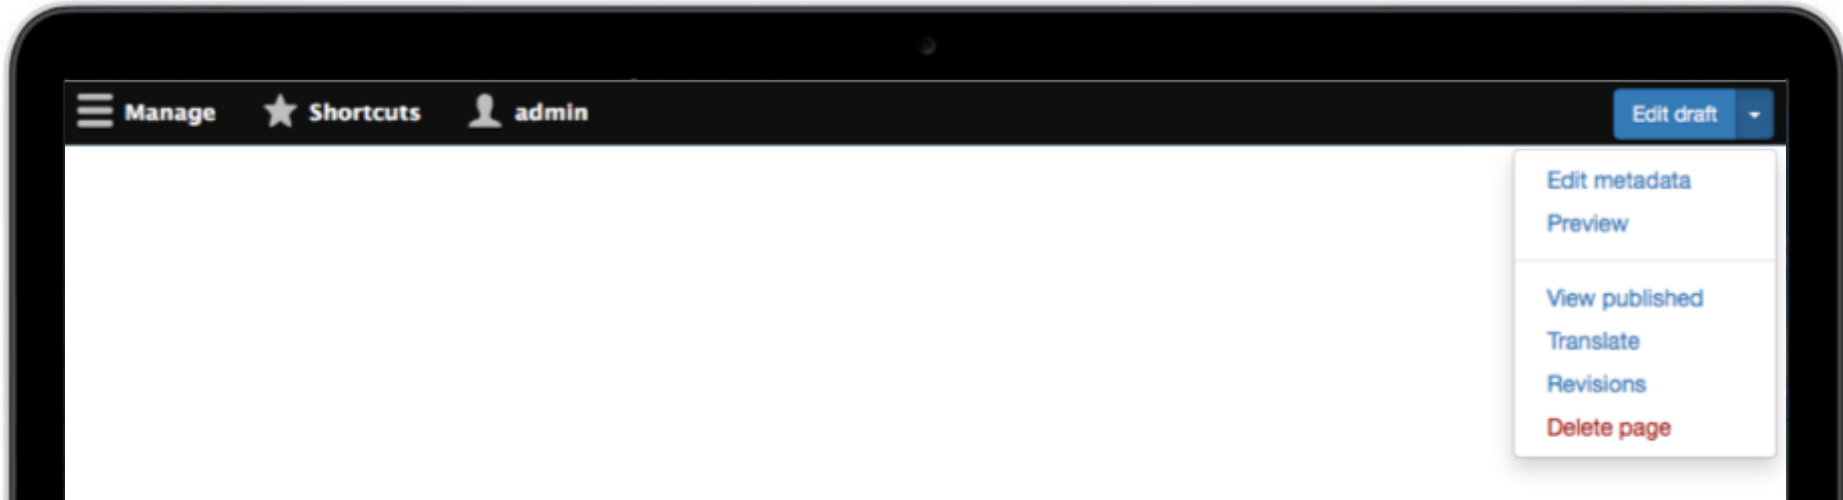 Manage Shortcuts admin Edit draft
Edit metadata
Preview
View published
Translate
Revisions
Delete page